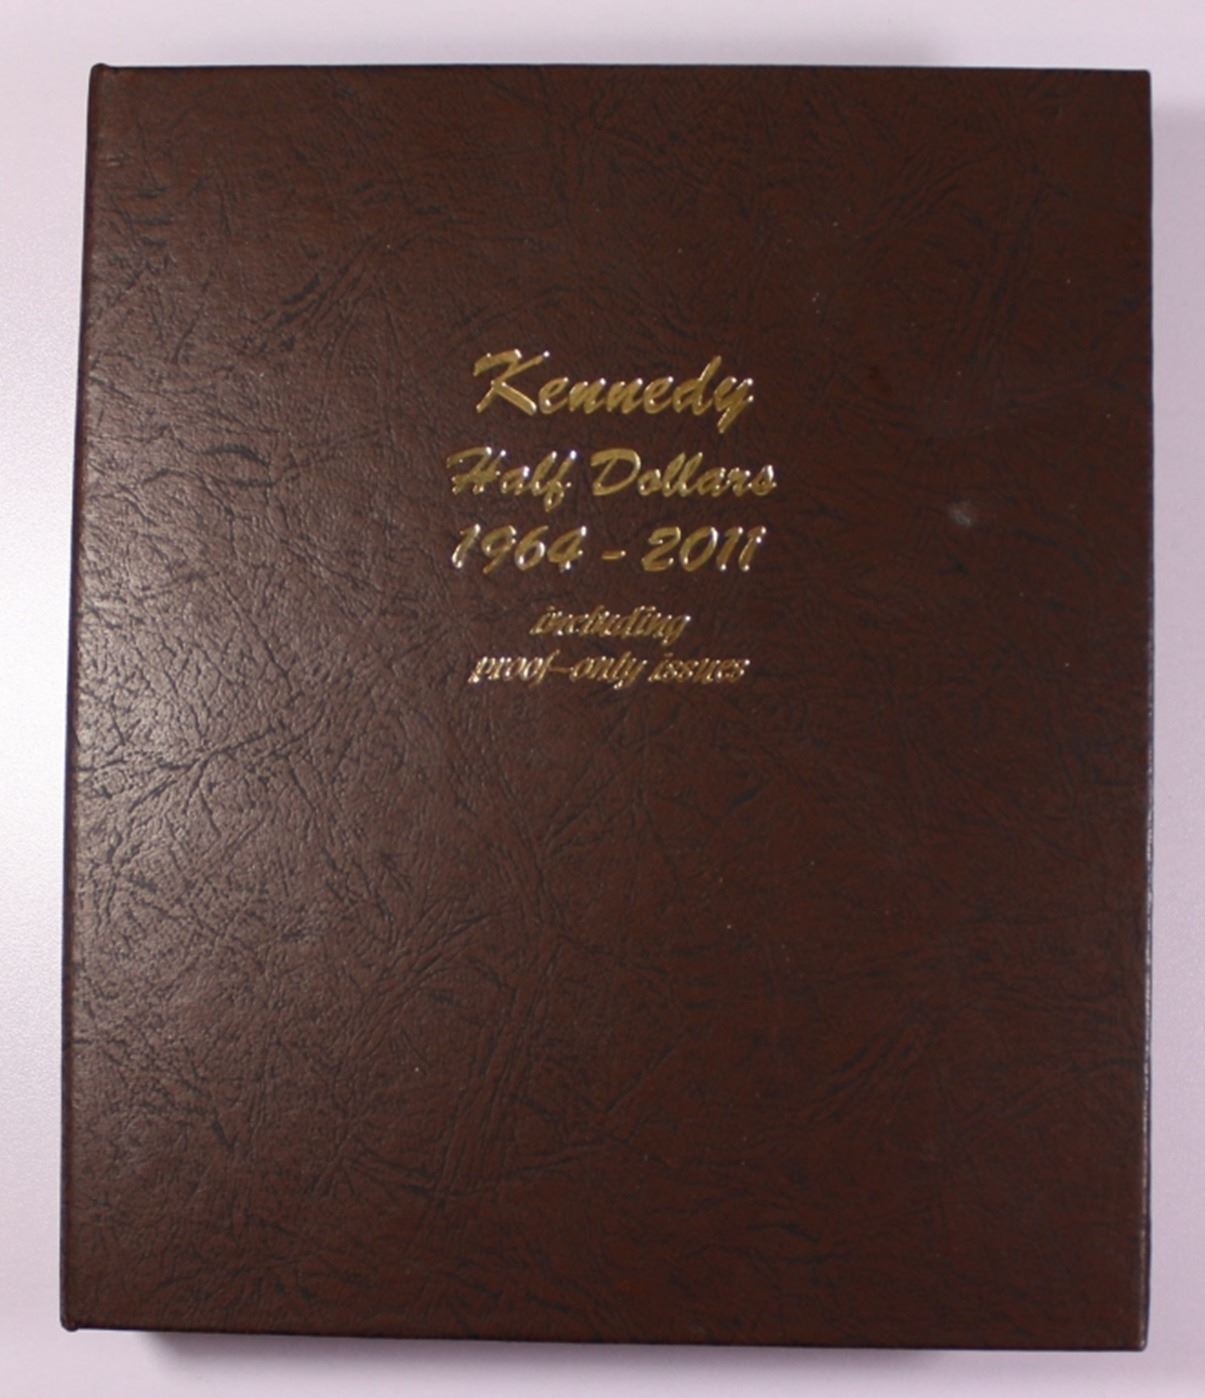 Kennedy
Half Dollars
1964 - 2011
including
proof-only issues